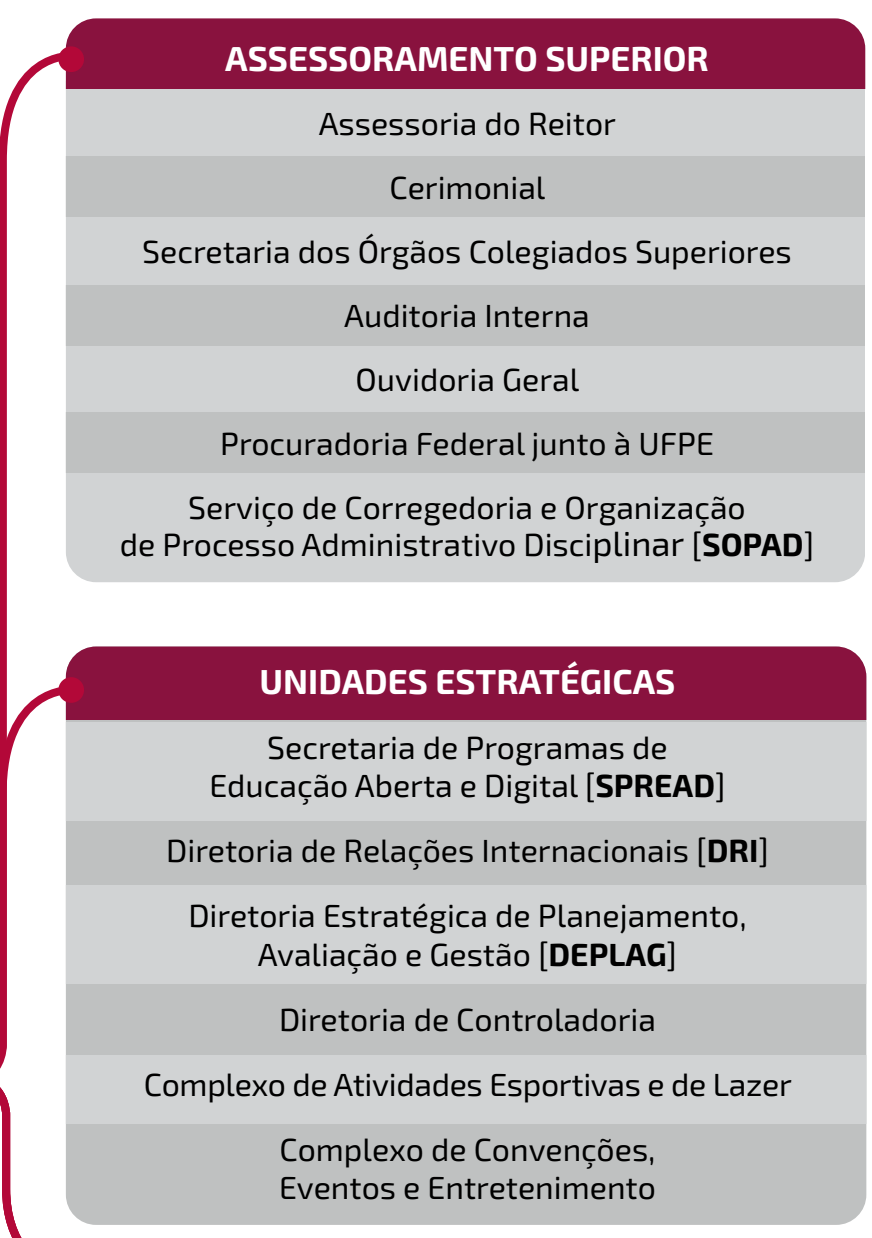 ASSESSORAMENTO SUPERIOR
Assessoria do Reitor
Cerimonial
Secretaria dos Órgãos Colegiados Superiores
Auditoria Interna
Ouvidoria Geral
Procuradoria Federal junto à UFPE
Serviço de Corregedoria e Organização
de Processo Administrativo Disciplinar [SOPAD]
UNIDADES ESTRATÉGICAS
Secretaria de Programas de
Educação Aberta e Digital [SPREAD]
Diretoria de Relações Internacionais [DRI]
Diretoria Estratégica de Planejamento,
Avaliação e Gestão [DEPLAG]
Diretoria de Controladoria
Complexo de Atividades Esportivas e de Lazer
Complexo de Convenções,
Eventos e Entretenimento